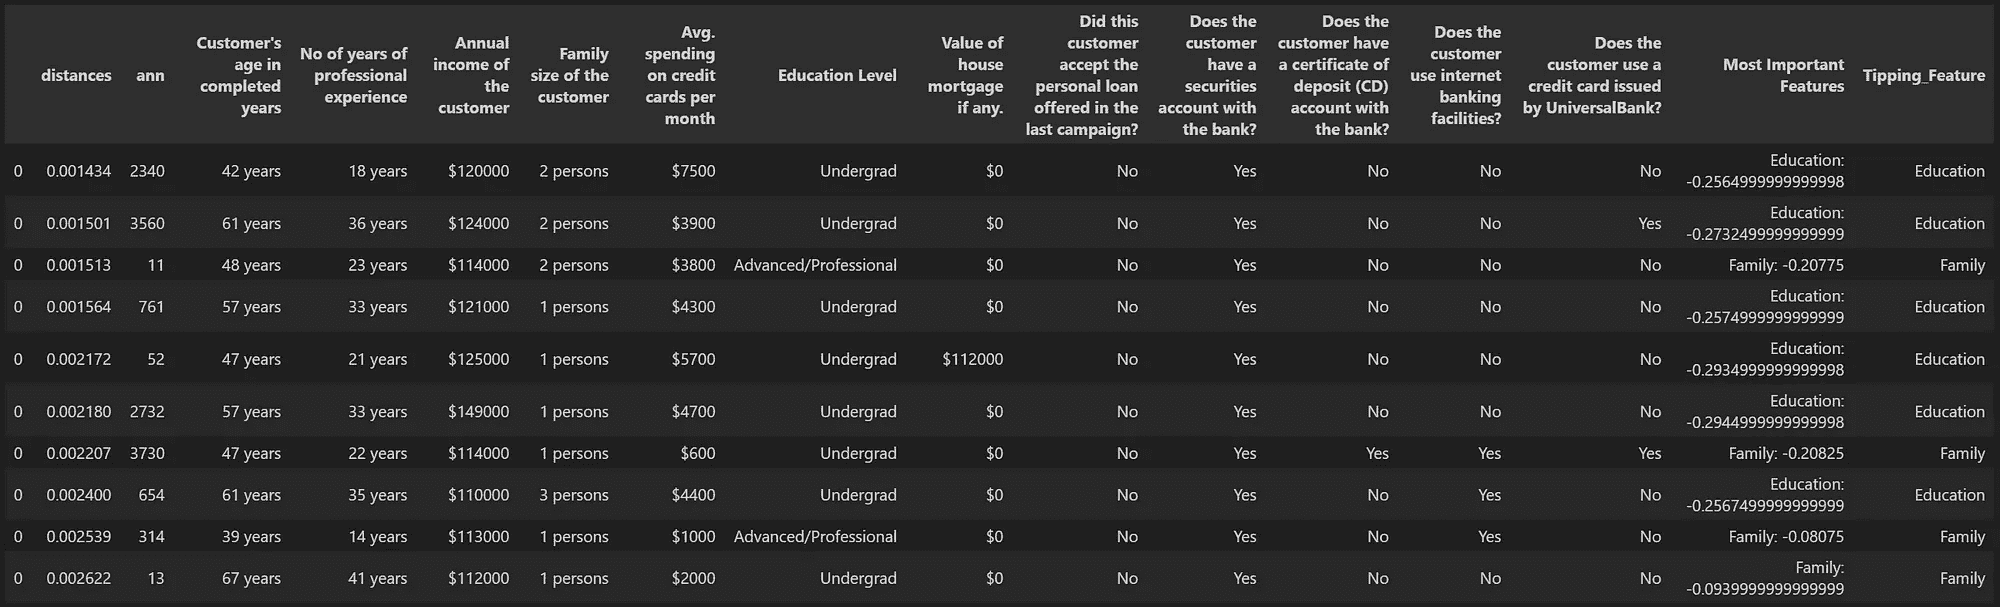 distances ann Customer's age in completed years No of years of professional experience Annual income of the customer Family size of the customer Avg. spending on credit cards per month Education Level Value of house mortgage if any. Did this customer accept the personal loan offered in the last campaign? Does the customer have a securities account with the bank? Does the customer have a certificate of deposit (CD) account with the bank? Does the customer use internet banking facilities? Does the customer use a credit card issued by UniversalBank? Most Important Features Tipping_Feature
0 0.001434 2340 42 years 18 years $120000 2 persons $7500 Undergrad $0 No Yes No No No Education: -0.2564999999999998 Education
0 0.001501 3560 61 years 36 years $124000 2 persons $3900 Undergrad $0 No Yes No No Yes Education: -0.2732499999999999 Education
0 0.001513 11 48 years 23 years $114000 2 persons $3800 Advanced/Professional $0 No Yes No No No Family: -0.20775 Family
0 0.001564 761 57 years 33 years $121000 1 persons $4300 Undergrad $0 No Yes No No No Education: -0.2574999999999999 Education
0 0.002172 52 47 years 21 years $125000 1 persons $5700 Undergrad $112000 No Yes No No No Education: -0.2934999999999998 Education
0 0.002180 2732 57 years 33 years $149000 1 persons $4700 Undergrad $0 No Yes No No No Education: -0.2944999999999998 Education
0 0.002207 3730 47 years 22 years $114000 1 persons $600 Undergrad $0 No Yes Yes Yes Yes Family: -0.20825 Family
0 0.002400 654 61 years 35 years $110000 3 persons $4400 Undergrad $0 No Yes No Yes No Education: -0.2567499999999999 Education
0 0.002539 314 39 years 14 years $113000 1 persons $1000 Advanced/Professional $0 No Yes No Yes No Family: -0.08075 Family
0 0.002622 13 67 years 41 years $112000 1 persons $2000 Undergrad $0 No Yes No No No Family: -0.0939999999999999 Family